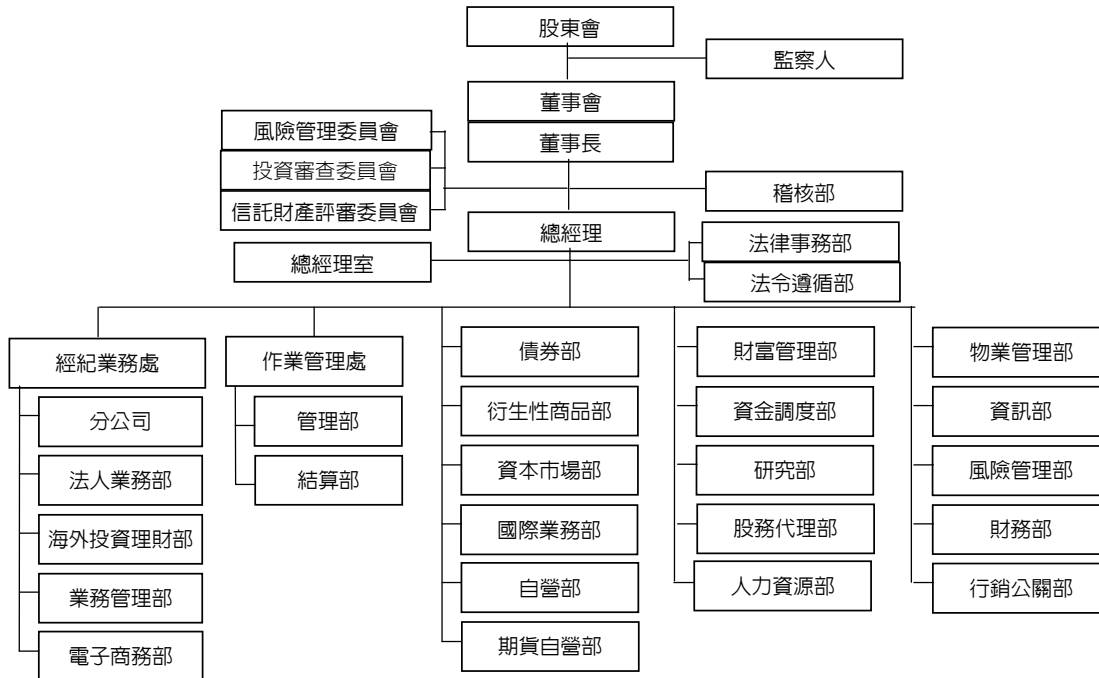 股東會
監察人
董事會
董事長
風險管理委員會
投資審查委員會
信託財產評審委員會
稽核部
總經理
總經理室
法律事務部
法令遵循部
經紀業務處
分公司
法人業務部
海外投資理財部
業務管理部
電子商務部
作業管理處
管理部
結算部
債券部
衍生性商品部
資本市場部
國際業務部
自營部
期貨自營部
財富管理部
資金調度部
研究部
股務代理部
人力資源部
物業管理部
資訊部
風險管理部
財務部
行銷公關部